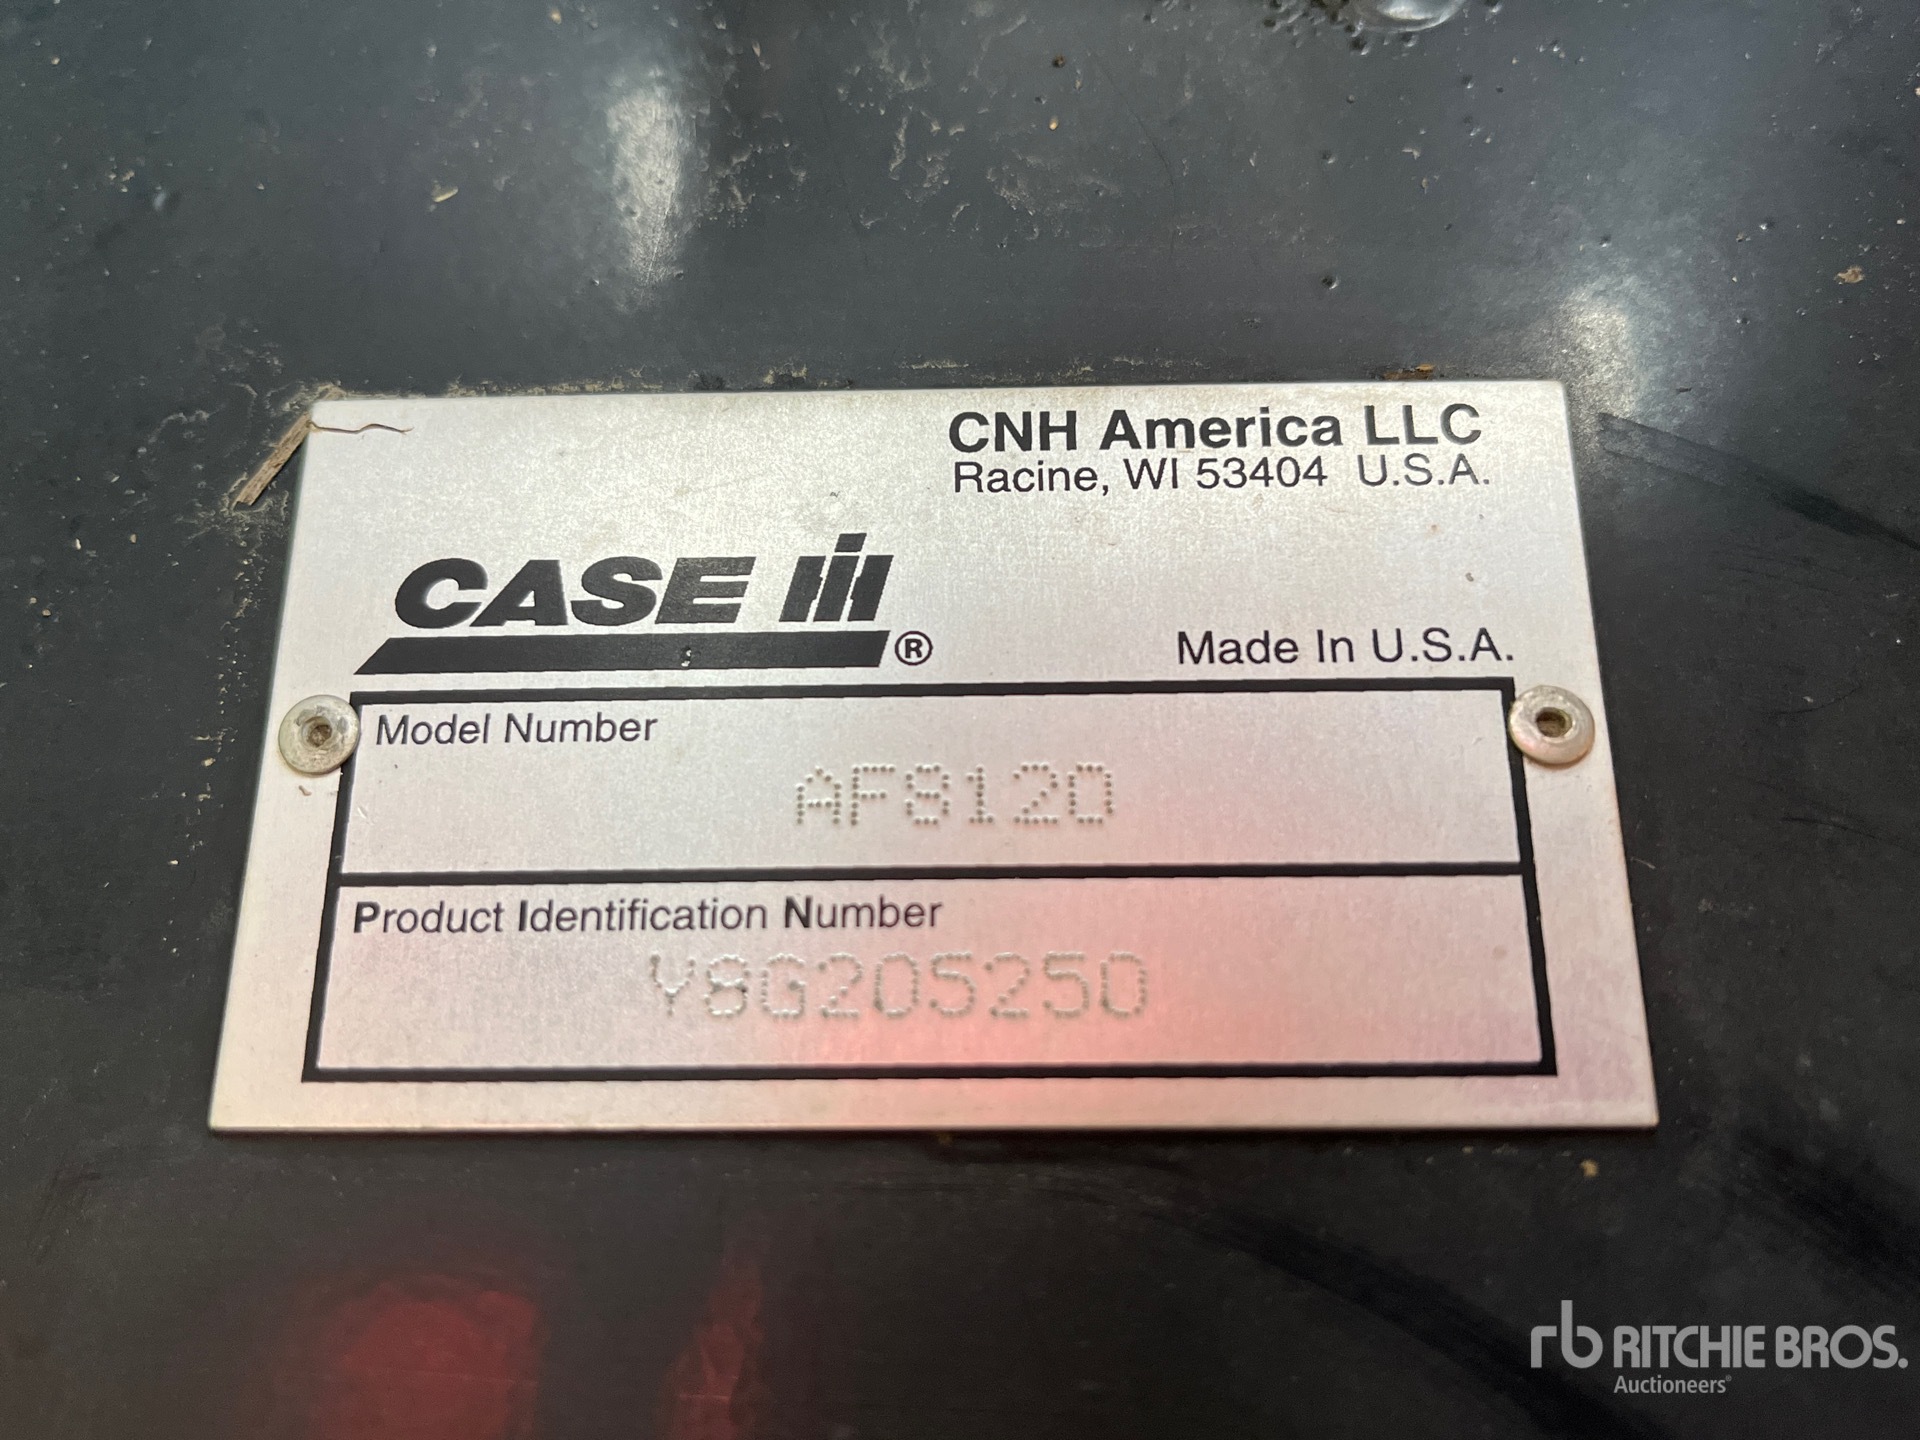 CNH America LLC
Racine, WI 53404 U.S.A.
CASE IH
®
Made In U.S.A.
Model Number
AF8120
Product Identification Number
Y8G205250
rb RITCHIE BROS.
Auctioneers®